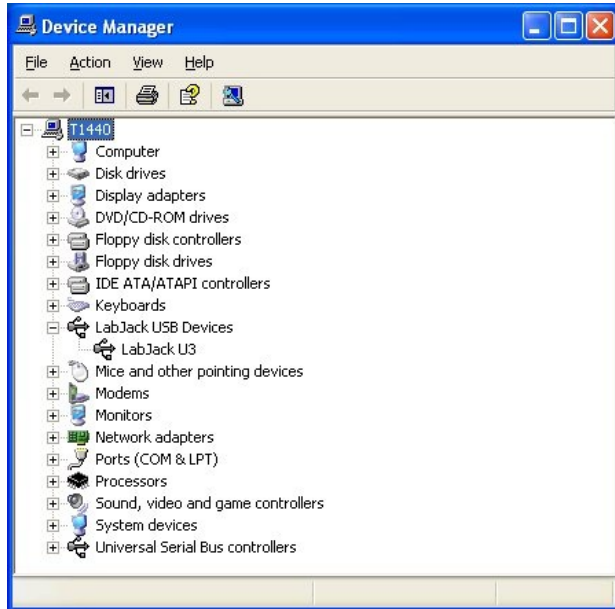 Device Manager
File Action View Help
T1440
Computer
Disk drives
Display adapters
DVD/CD-ROM drives
Floppy disk controllers
Floppy disk drives
IDE ATA/ATAPI controllers
Keyboards
LabJack USB Devices
LabJack U3
Mice and other pointing devices
Modems
Monitors
Network adapters
Ports (COM & LPT)
Processors
Sound, video and game controllers
System devices
Universal Serial Bus controllers